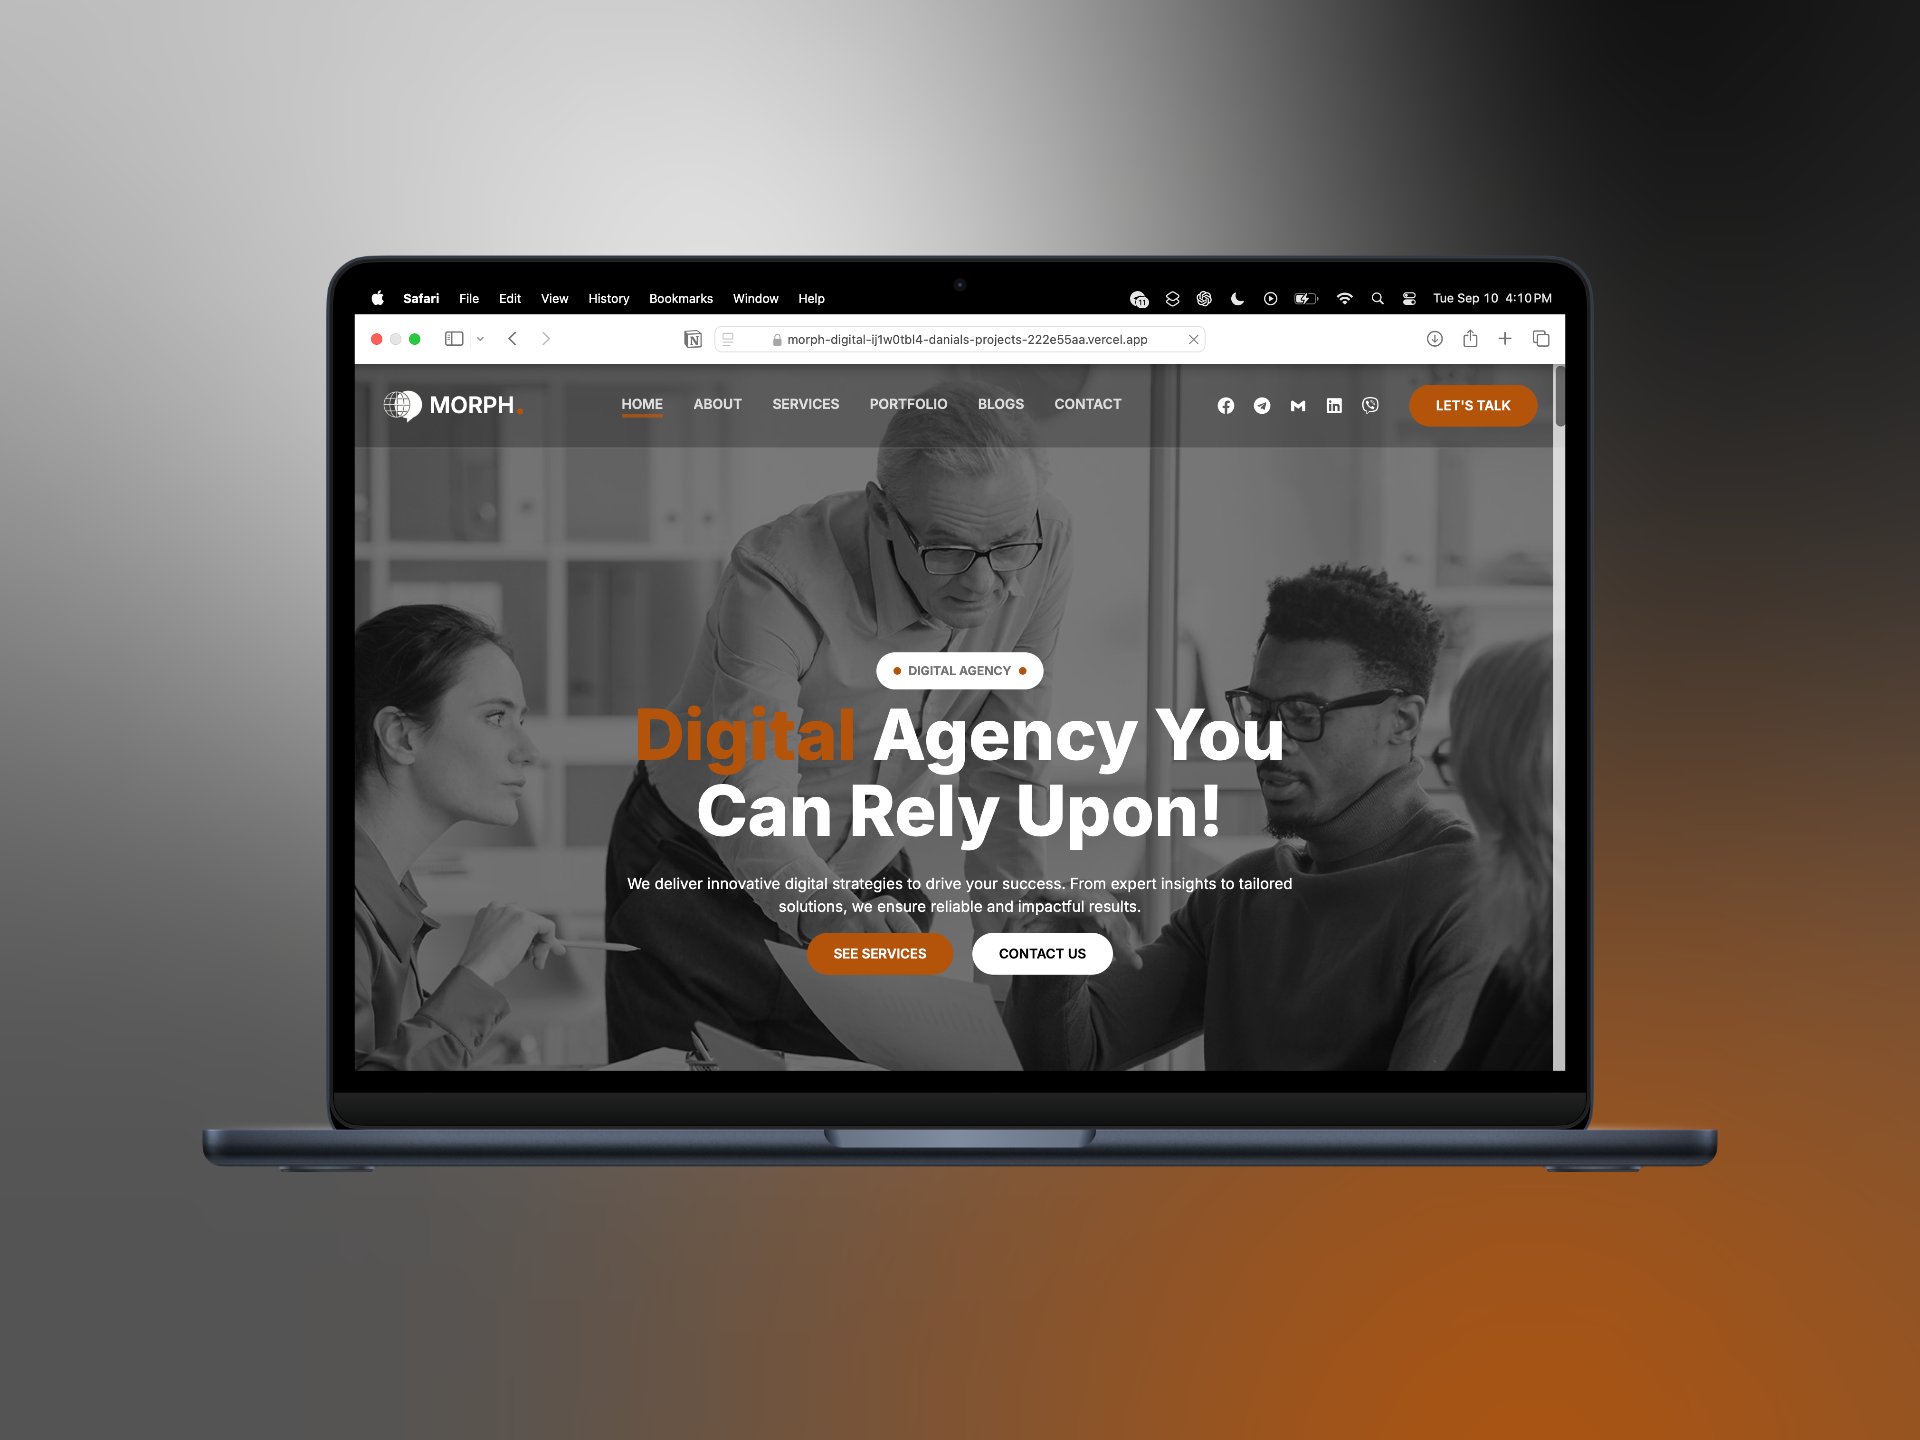 Safari File Edit View History Bookmarks Window Help Tue Sep 10 4:10 PM
morph-digital-ij1w0tbl4-danials-projects-222e55aa.vercel.app
MORPH. HOME ABOUT SERVICES PORTFOLIO BLOGS CONTACT LET'S TALK
DIGITAL AGENCY
Digital Agency You
Can Rely Upon!
We deliver innovative digital strategies to drive your success. From expert insights to tailored
solutions, we ensure reliable and impactful results.
SEE SERVICES CONTACT US